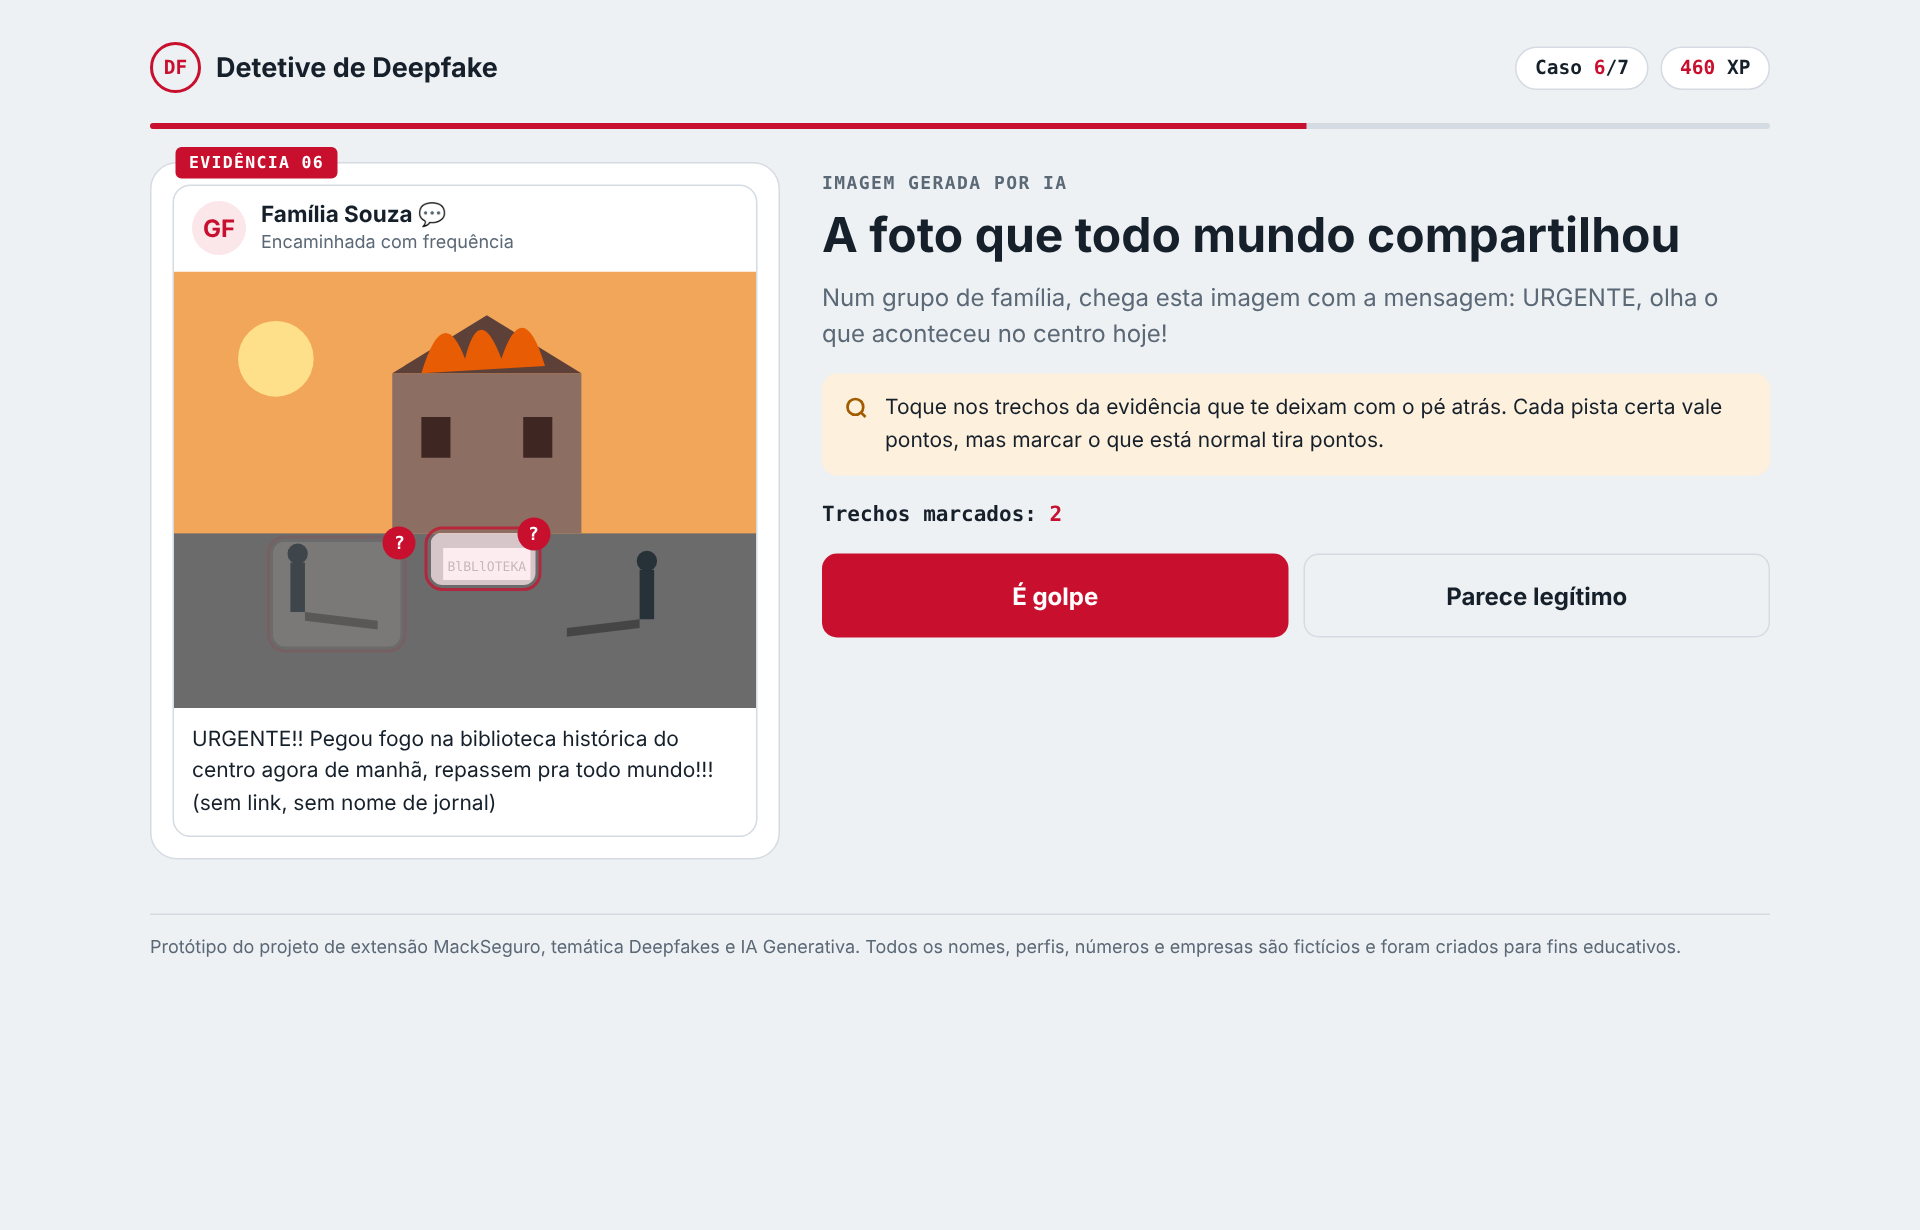 DF
Detetive de Deepfake
Caso 6/7
460 XP
EVIDÊNCIA 06
GF
Família Souza 💬
Encaminhada com frequência
?
?
BlBLlOTEKA
URGENTE!! Pegou fogo na biblioteca histórica do
centro agora de manhã, repassem pra todo mundo!!!
(sem link, sem nome de jornal)
IMAGEM GERADA POR IA
A foto que todo mundo compartilhou
Num grupo de família, chega esta imagem com a mensagem: URGENTE, olha o
que aconteceu no centro hoje!
Toque nos trechos da evidência que te deixam com o pé atrás. Cada pista certa vale
pontos, mas marcar o que está normal tira pontos.
Trechos marcados: 2
É golpe
Parece legítimo
Protótipo do projeto de extensão MackSeguro, temática Deepfakes e IA Generativa. Todos os nomes, perfis, números e empresas são fictícios e foram criados para fins educativos.